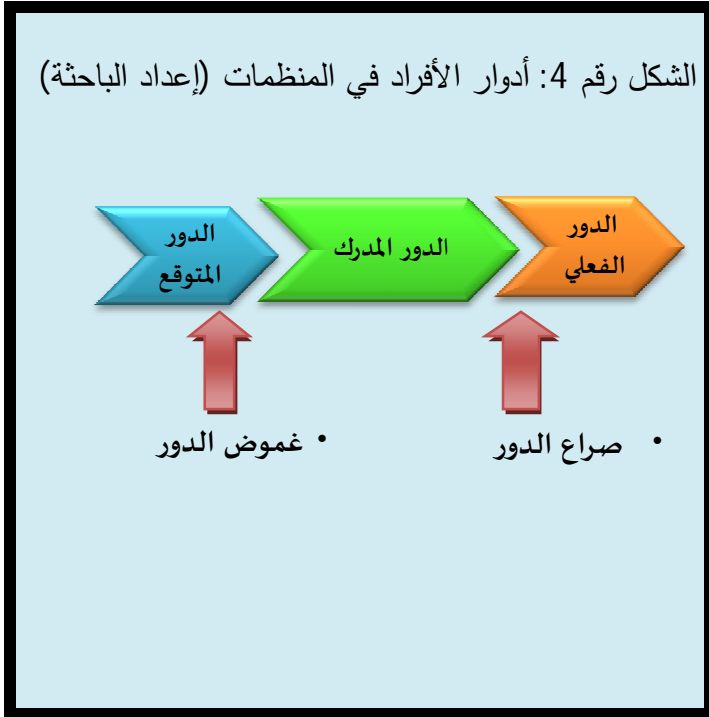 الشكل رقم 4: أدوار الأفراد في المنظمات (إعداد الباحثة)
الدور
الفعلي
الدور المدرك
الدور
المتوقع
• صراع الدور
• غموض الدور